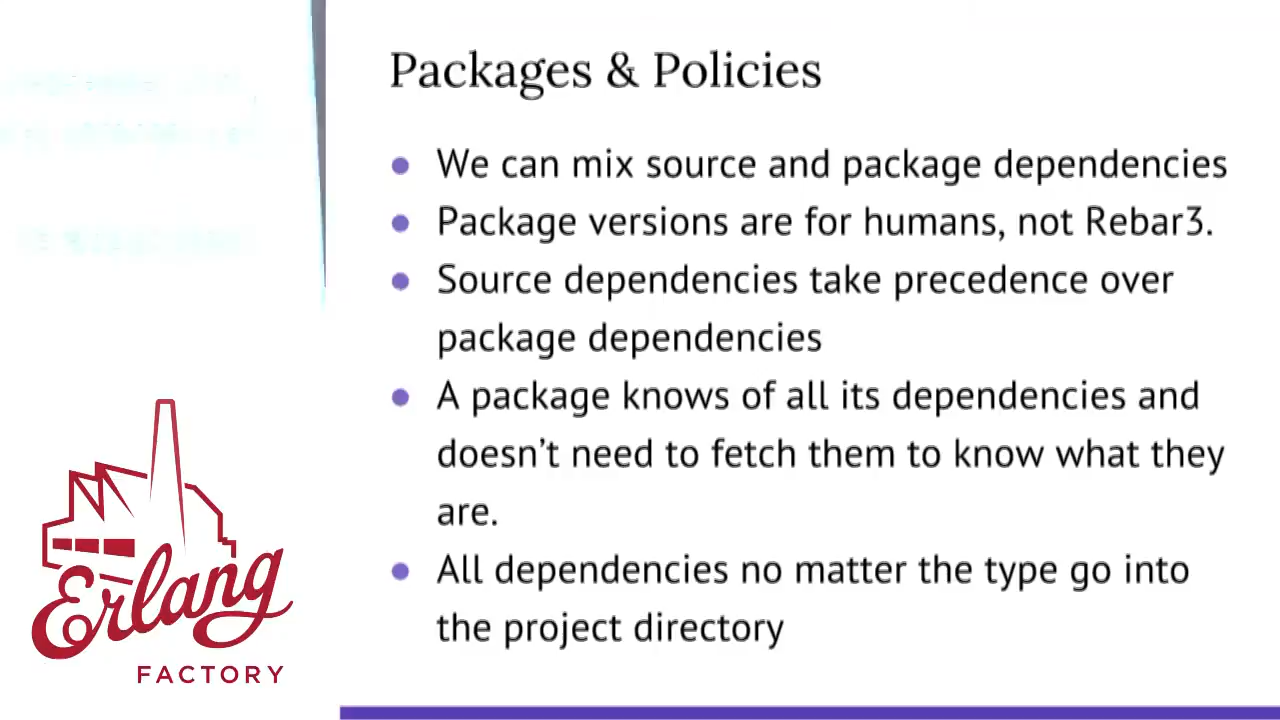 Packages & Policies
We can mix source and package dependencies
Package versions are for humans, not Rebar3.
Source dependencies take precedence over
package dependencies
A package knows of all its dependencies and
doesn't need to fetch them to know what they
are.
All dependencies no matter the type go into
the project directory
Erlang
FACTORY